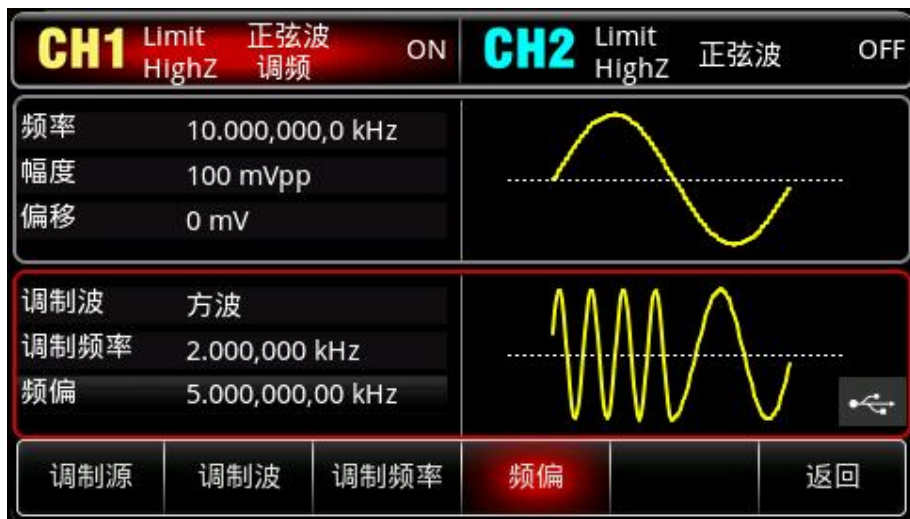 CH1 Limit 正弦波 ON CH2 Limit 正弦波 OFF
HighZ 调频 HighZ
频率 10.000,000,0 kHz
幅度 100 mVpp
偏移 0 mV
调制波 方波
调制频率 2.000,000 kHz
频偏 5.000,000,00 kHz
调制源 调制波 调制频率 频偏 返回